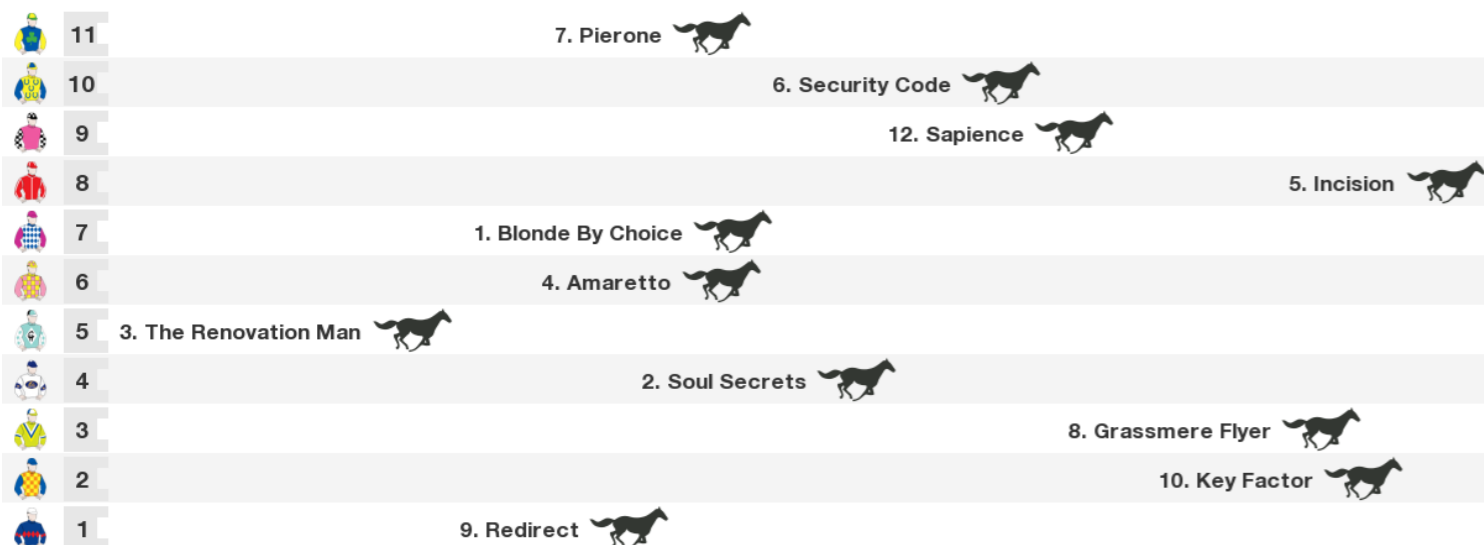 11 7. Pierone
10 6. Security Code
9 12. Sapience
8 5. Incision
7 1. Blonde By Choice
6 4. Amaretto
5 3. The Renovation Man
4 2. Soul Secrets
3 8. Grassmere Flyer
2 10. Key Factor
1 9. Redirect